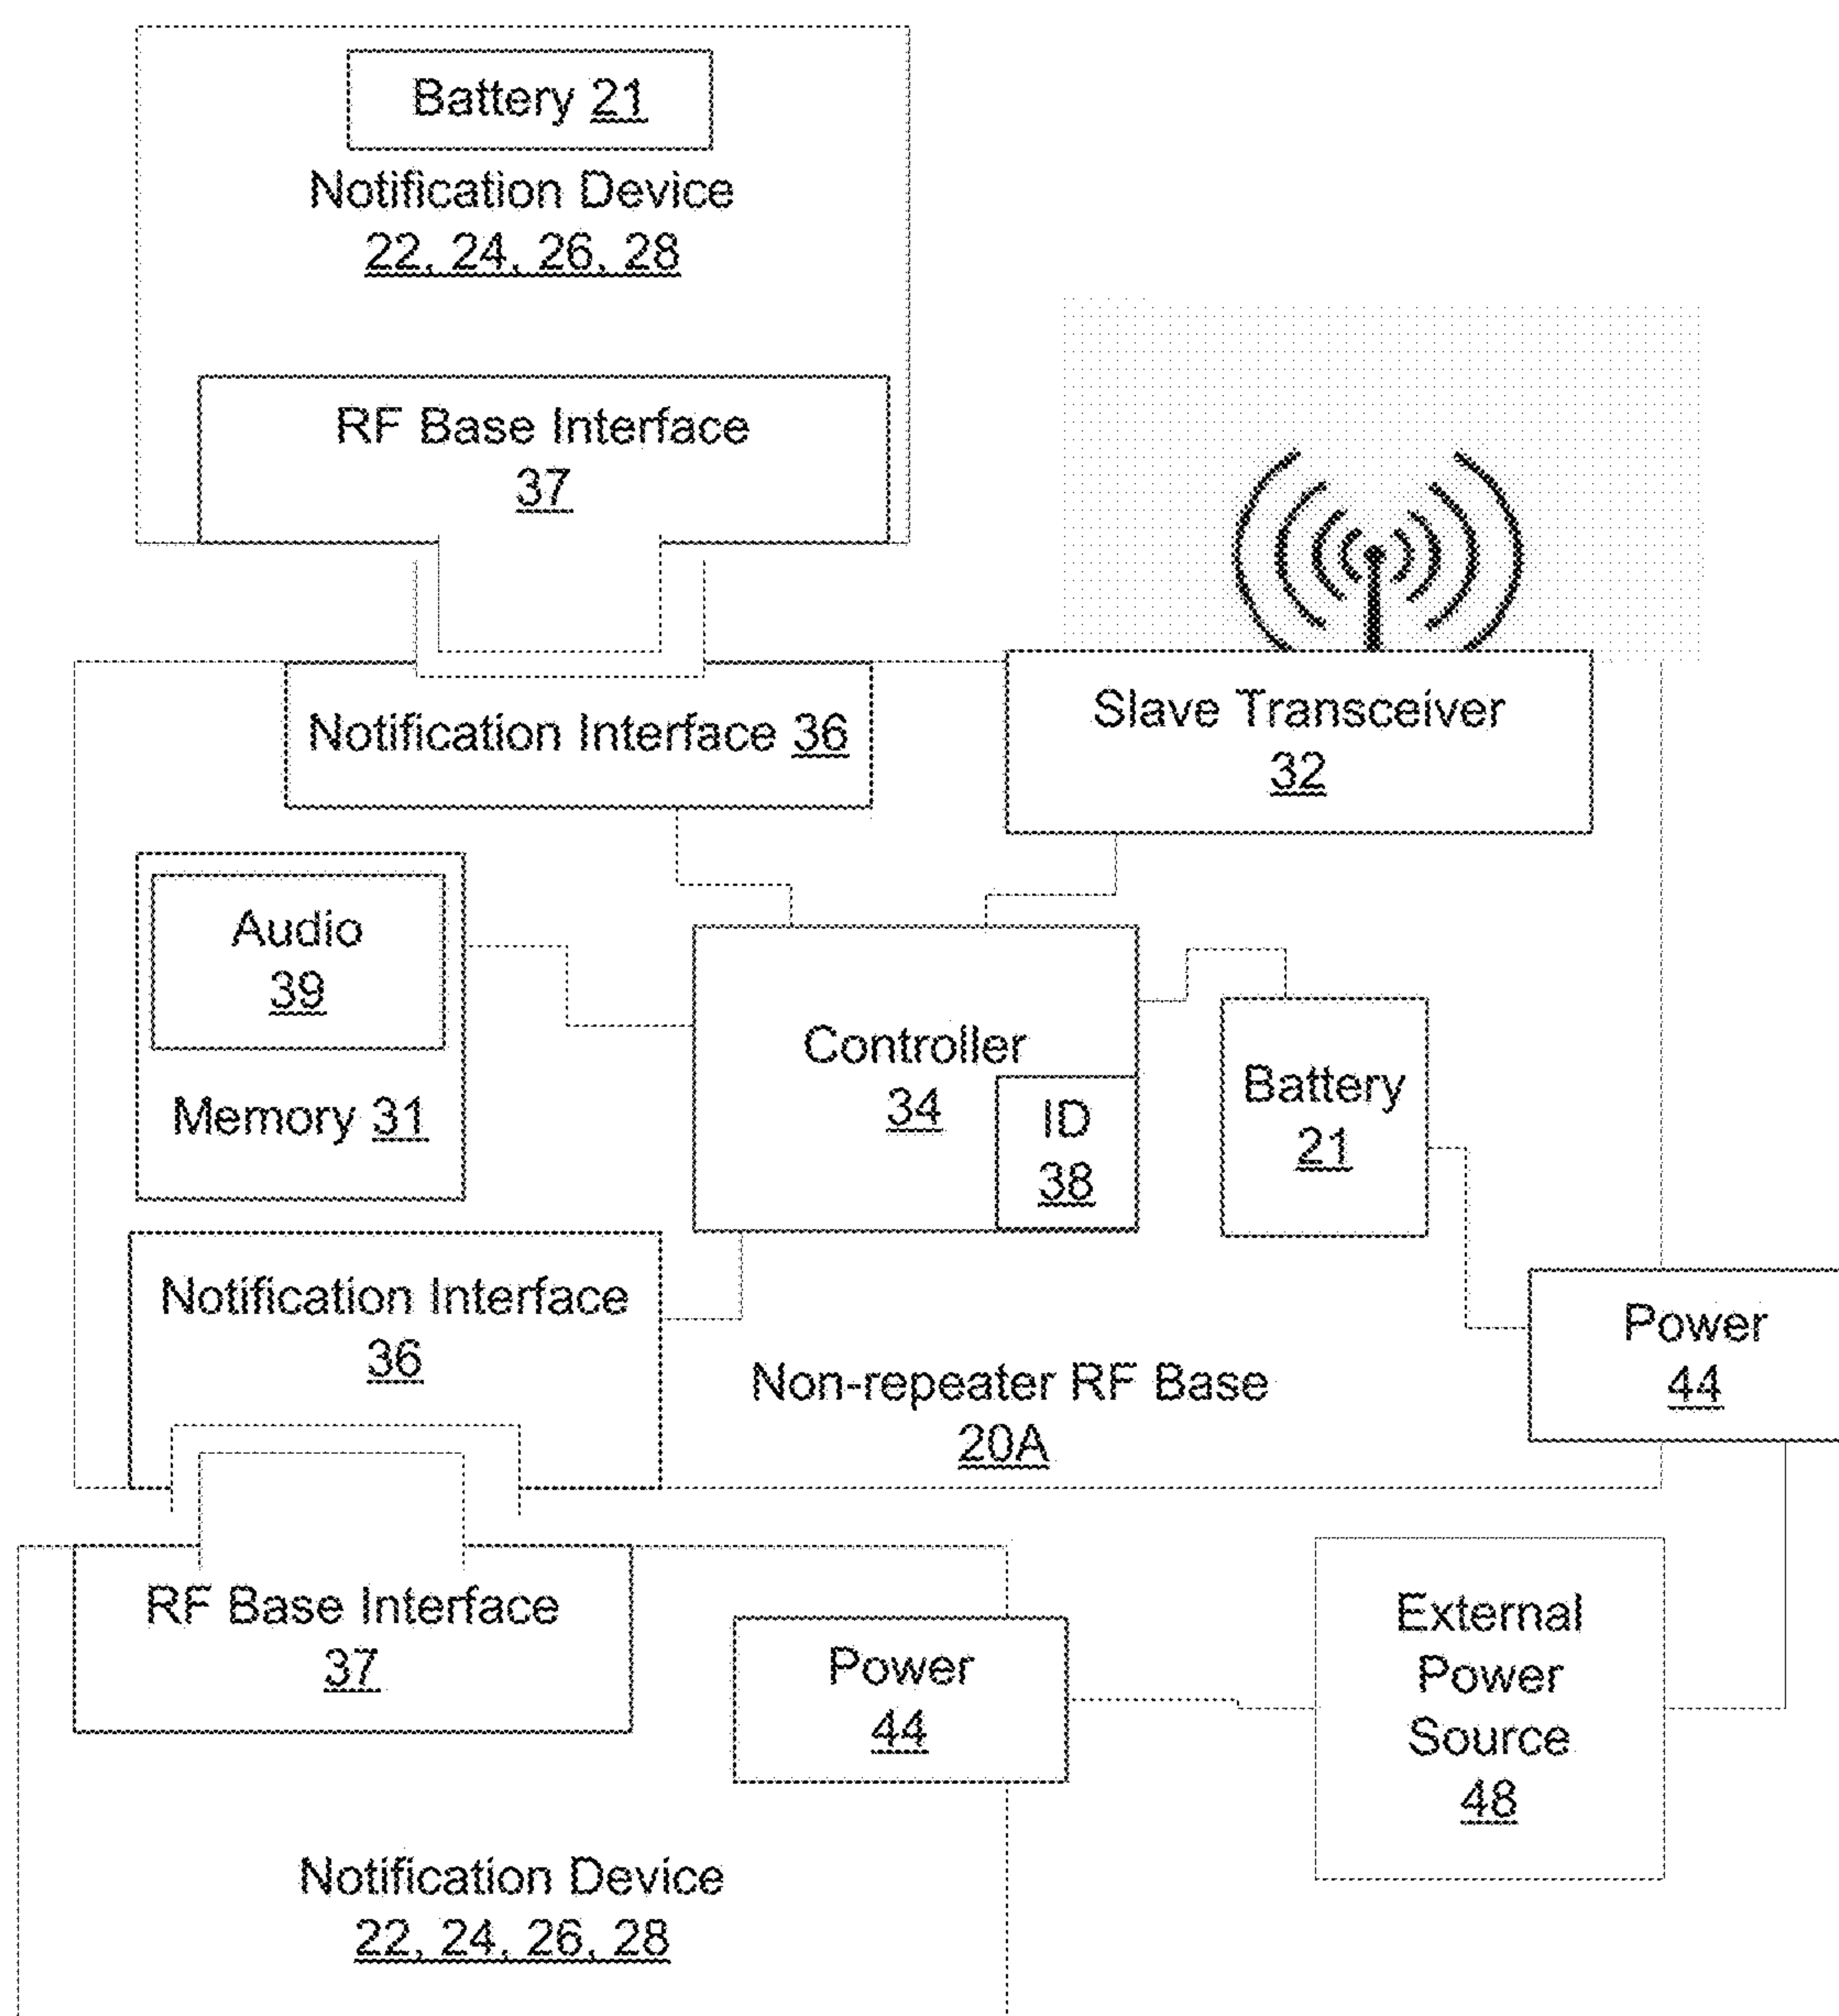 Battery 21
Notification Device
22, 24, 26, 28
RF Base Interface
37
Notification Interface 36
Slave Transceiver
32
Audio
39
Memory 31
Controller
34
ID
38
Battery
21
Notification Interface
36
Non-repeater RF Base
20A
Power
44
RF Base Interface
37
Power
44
External
Power
Source
48
Notification Device
22, 24, 26, 28